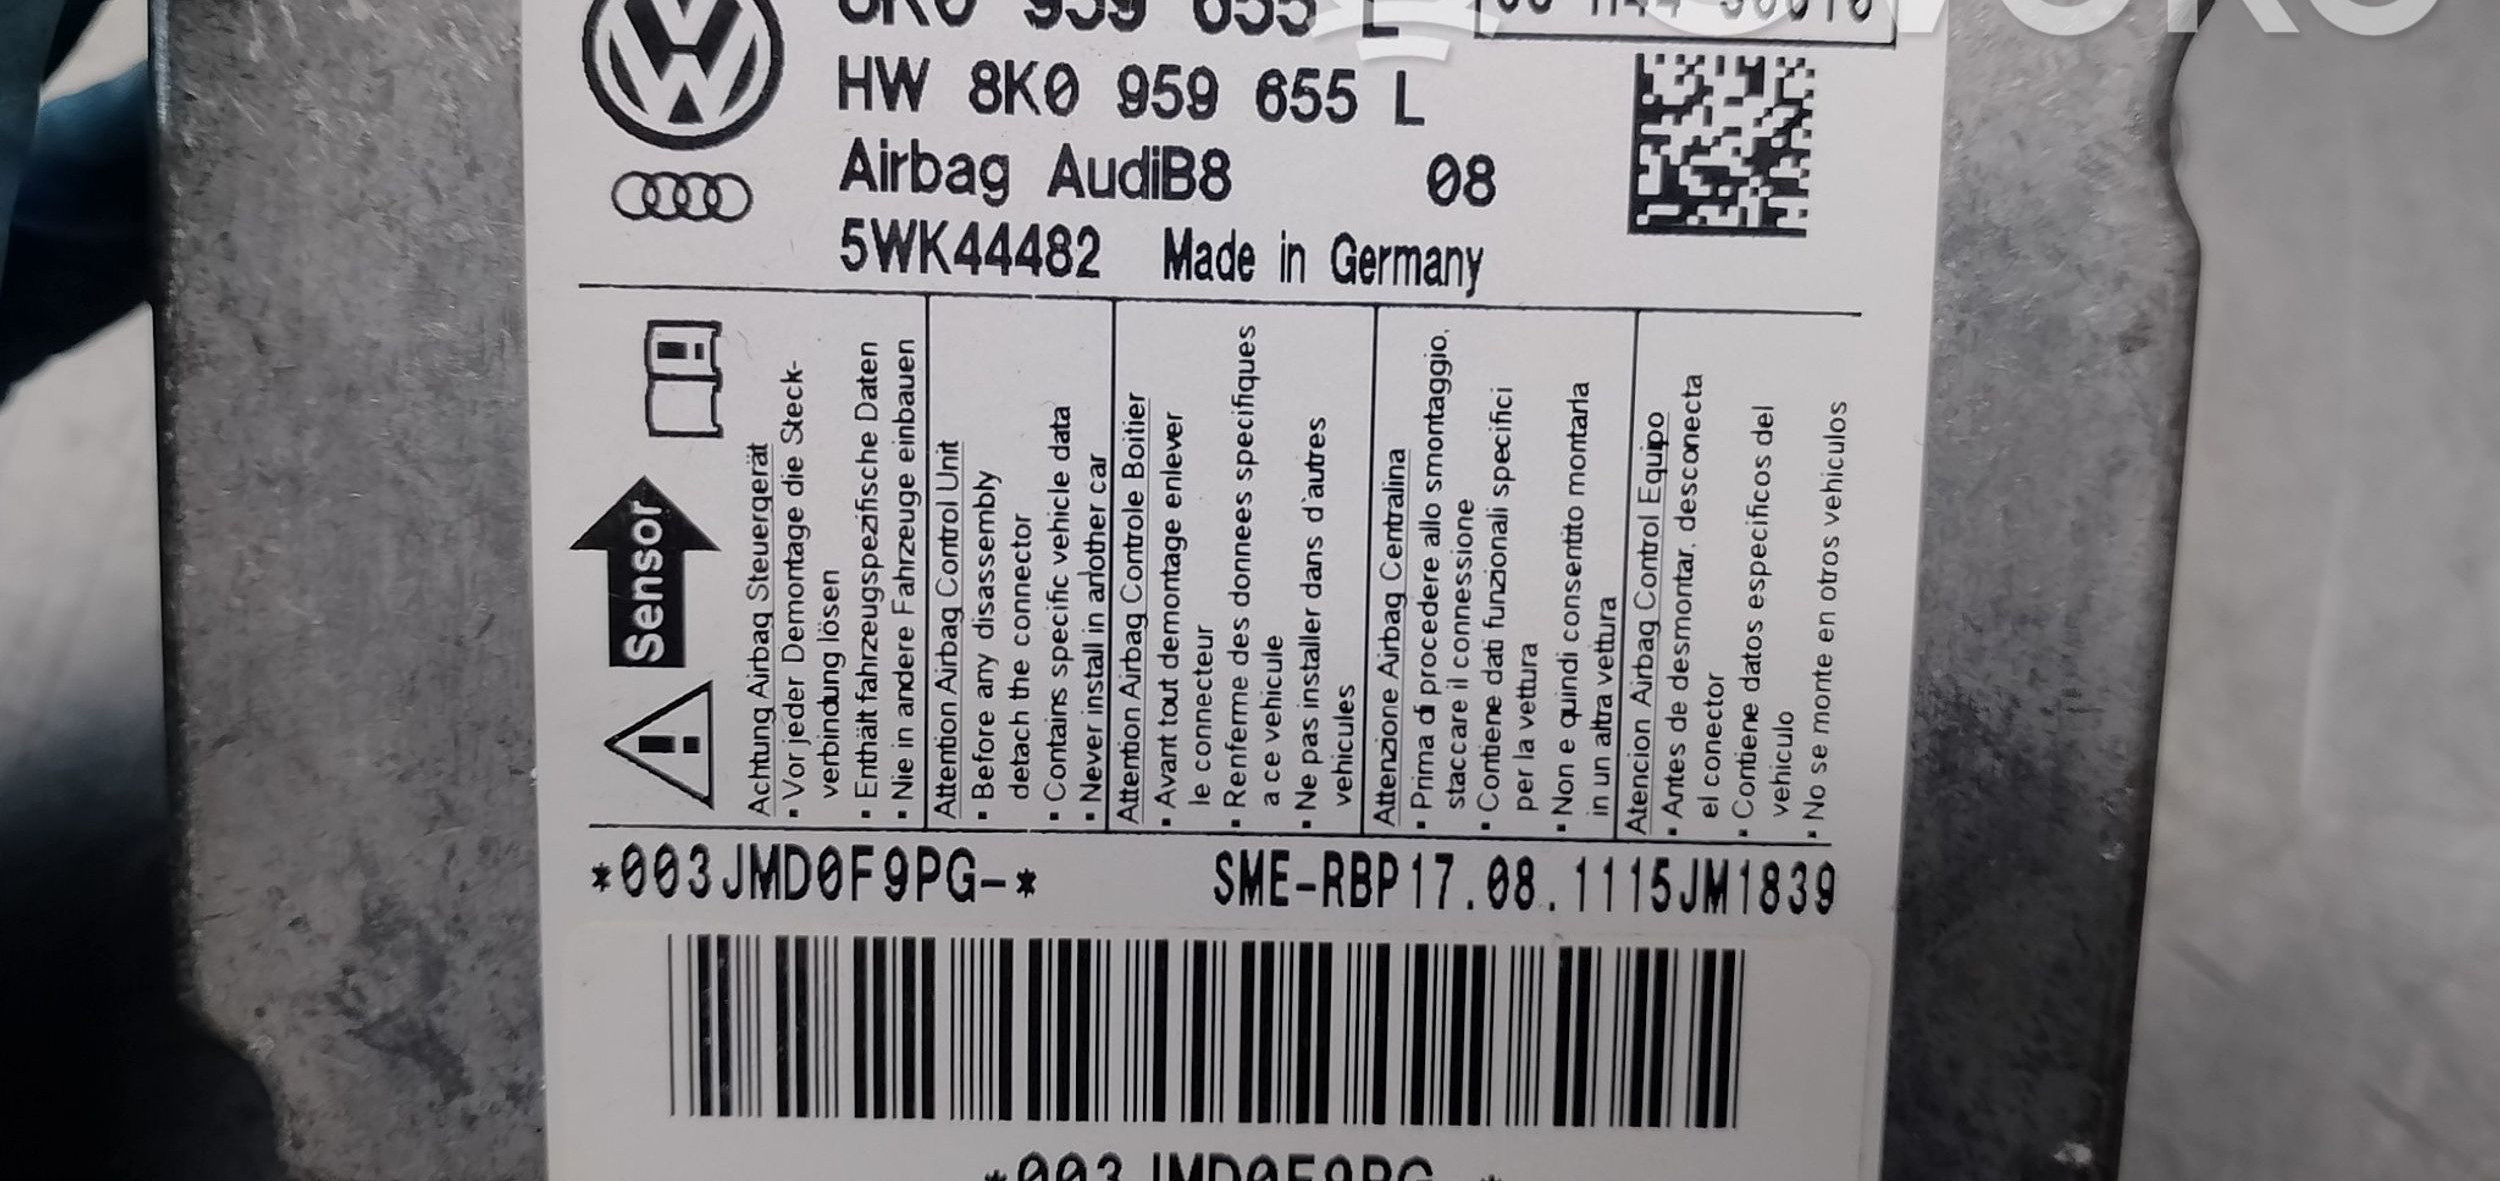 8K0 959 655 L
HW 8K0 959 655 L
Airbag AudiB8 08
5WK44482 Made in Germany
Sensor
Achtung Airbag Steuergerät
• Vor jeder Demontage die Steck-
verbindung lösen
• Enthält fahrzeugspezifische Daten
• Nie in andere Fahrzeuge einbauen
Attention Airbag Control Unit
• Before any disassembly
detach the connector
• Contains specific vehicle data
• Never install in another car
Attention Airbag Controle Boitier
• Avant tout demontage enlever
le connecteur
• Renferme des donnees specifiques
a ce vehicule
• Ne pas installer dans d`autres
vehicules
Attenzione Airbag Centralina
• Prima di procedere allo smontaggio.
staccare il connessione
• Contiene dati funzionali specifici
per la vettura
• Non e quindi consentito montarla
in un altra vettura
Atencion Airbag Control Equipo
• Antes de desmontar, desconecta
el conector
• Contiene datos especificos del
vehiculo
• No se monte en otros vehiculos
*003JMD0F9PG-*
SME-RBP17.08.1115JM1839
*003JMD0F9PG-*